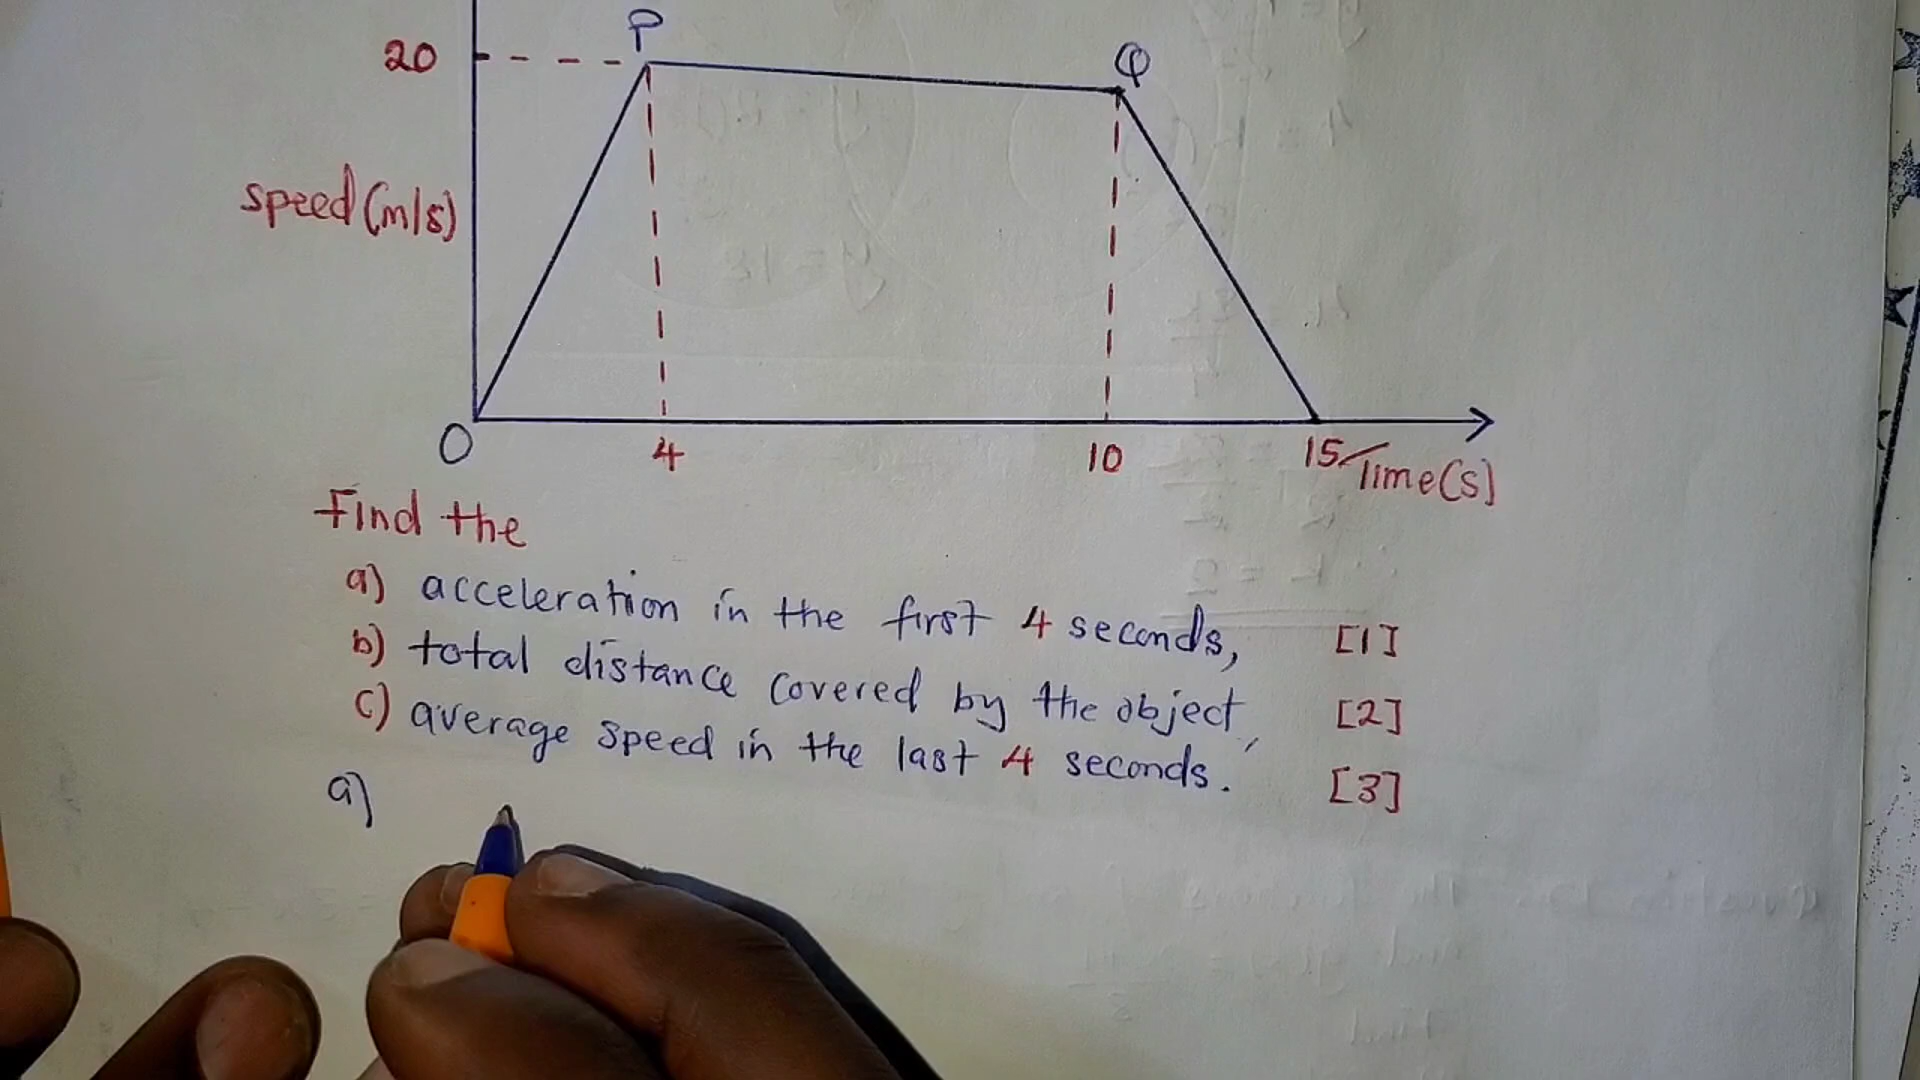 P
Q
20
speed(m/s)
O
4
10
15
Time(s)
Find the
a) acceleration in the first 4 seconds, [1]
b) total distance covered by the object, [2]
c) average speed in the last 4 seconds. [3]
a)